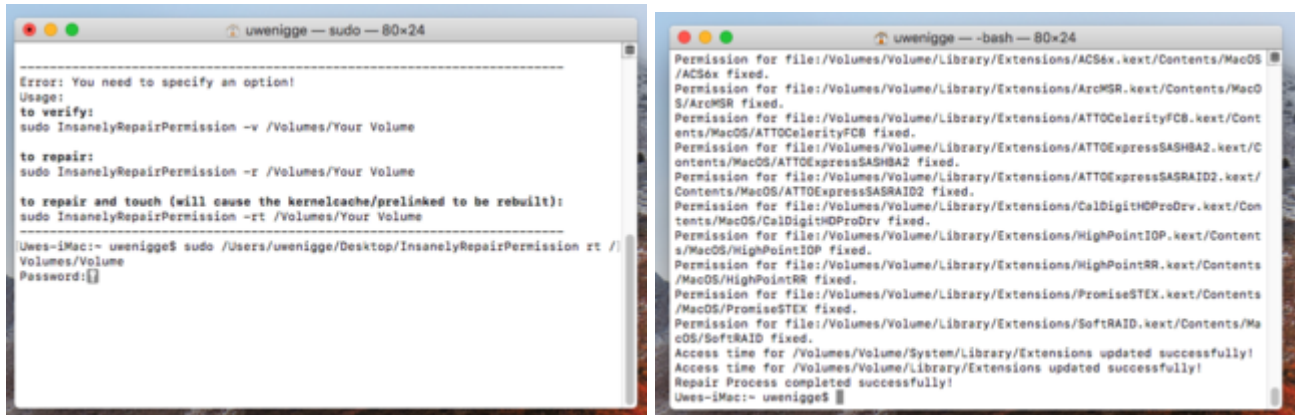 uwenigge — sudo — 80×24
--------------------------------------------------------------------------------
Error: You need to specify an option!
Usage:
to verify:
sudo InsanelyRepairPermission -v /Volumes/Your Volume
to repair:
sudo InsanelyRepairPermission -r /Volumes/Your Volume
to repair and touch (will cause the kernelcache/prelinked to be rebuilt):
sudo InsanelyRepairPermission -rt /Volumes/Your Volume
--------------------------------------------------------------------------------
Uwes-iMac:~ uwenigge$ sudo /Users/uwenigge/Desktop/InsanelyRepairPermission rt /
Volumes/Volume
Password:
uwenigge — -bash — 80×24
Permission for file:/Volumes/Volume/Library/Extensions/ACS6x.kext/Contents/MacOS
/ACS6x fixed.
Permission for file:/Volumes/Volume/Library/Extensions/ArcMSR.kext/Contents/MacO
S/ArcMSR fixed.
Permission for file:/Volumes/Volume/Library/Extensions/ATTOCelerityFC8.kext/Cont
ents/MacOS/ATTOCelerityFC8 fixed.
Permission for file:/Volumes/Volume/Library/Extensions/ATTOExpressSASHBA2.kext/C
ontents/MacOS/ATTOExpressSASHBA2 fixed.
Permission for file:/Volumes/Volume/Library/Extensions/ATTOExpressSASRAID2.kext/
Contents/MacOS/ATTOExpressSASRAID2 fixed.
Permission for file:/Volumes/Volume/Library/Extensions/CalDigitHDProDrv.kext/Con
tents/MacOS/CalDigitHDProDrv fixed.
Permission for file:/Volumes/Volume/Library/Extensions/HighPointIOP.kext/Content
s/MacOS/HighPointIOP fixed.
Permission for file:/Volumes/Volume/Library/Extensions/HighPointRR.kext/Contents
/MacOS/HighPointRR fixed.
Permission for file:/Volumes/Volume/Library/Extensions/PromiseSTEX.kext/Contents
/MacOS/PromiseSTEX fixed.
Permission for file:/Volumes/Volume/Library/Extensions/SoftRAID.kext/Contents/Ma
cOS/SoftRAID fixed.
Access time for /Volumes/Volume/System/Library/Extensions updated successfully!
Access time for /Volumes/Volume/Library/Extensions updated successfully!
Repair Process completed successfully!
Uwes-iMac:~ uwenigge$